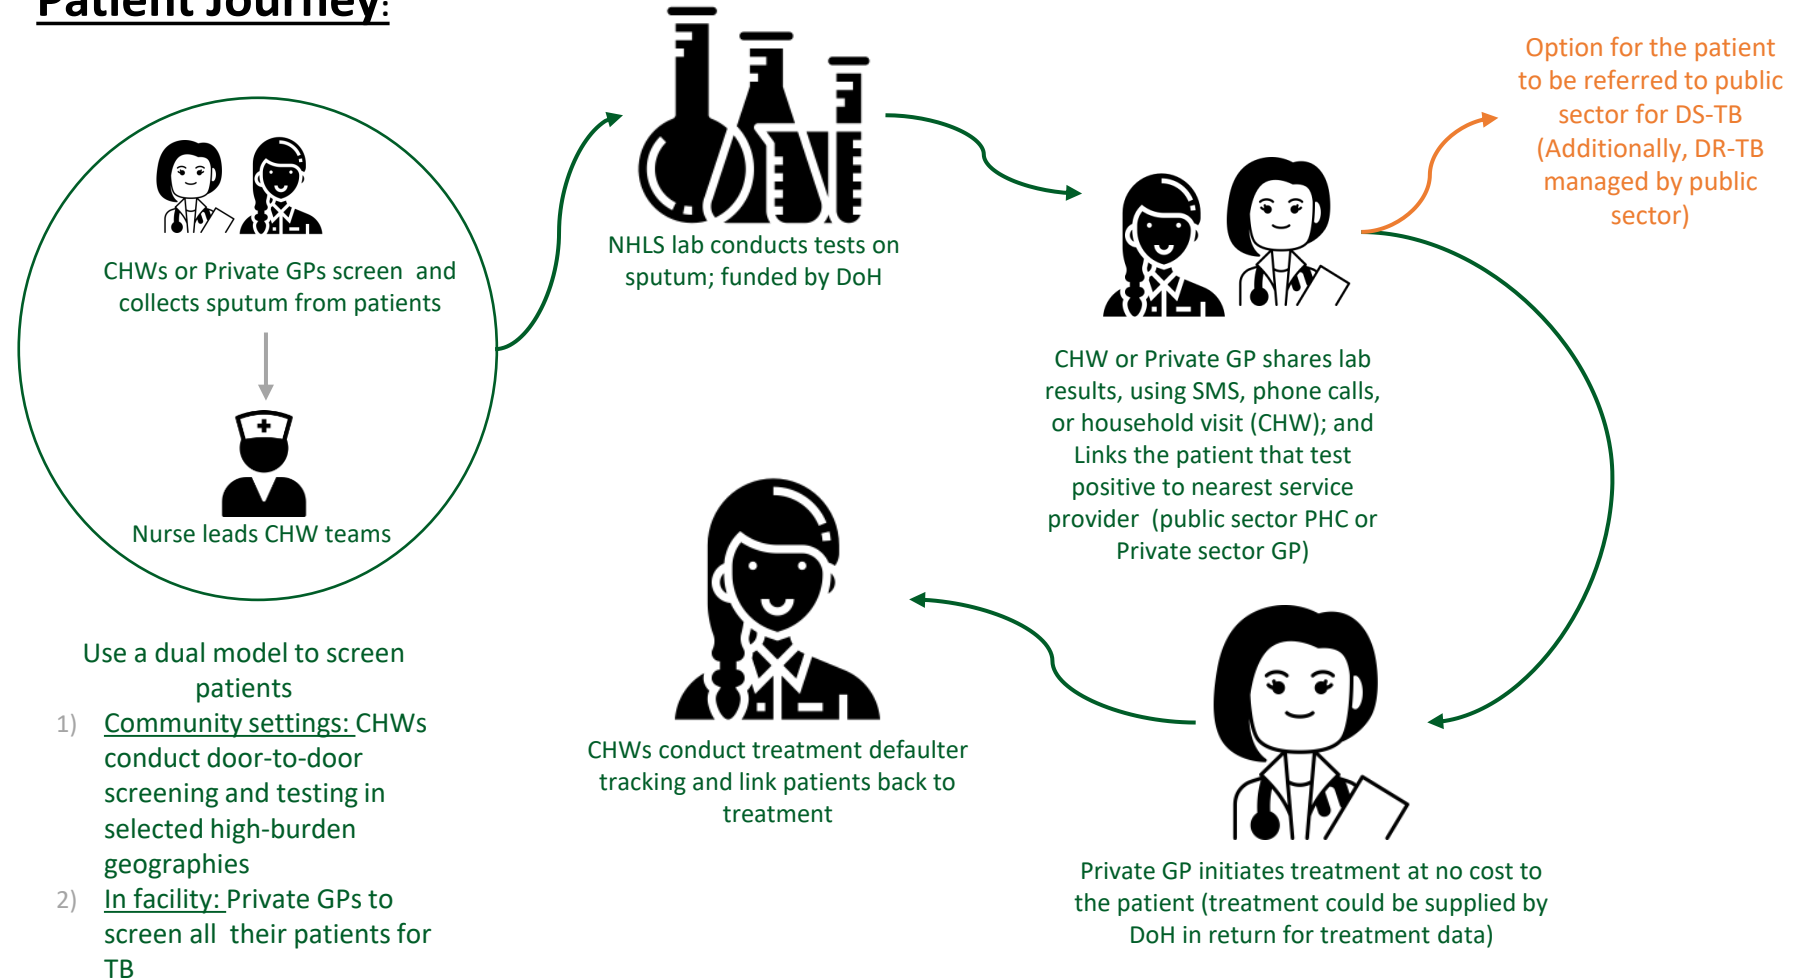 Patient Journey:
CHWs or Private GPs screen and
collects sputum from patients
Nurse leads CHW teams
Use a dual model to screen
patients
1) Community settings: CHWs
conduct door-to-door
screening and testing in
selected high-burden
geographies
2) In facility: Private GPs to
screen all their patients for
TB
NHLS lab conducts tests on
sputum; funded by DoH
CHW or Private GP shares lab
results, using SMS, phone calls,
or household visit (CHW); and
Links the patient that test
positive to nearest service
provider (public sector PHC or
Private sector GP)
Option for the patient
to be referred to public
sector for DS-TB
(Additionally, DR-TB
managed by public
sector)
Private GP initiates treatment at no cost to
the patient (treatment could be supplied by
DoH in return for treatment data)
CHWs conduct treatment defaulter
tracking and link patients back to
treatment